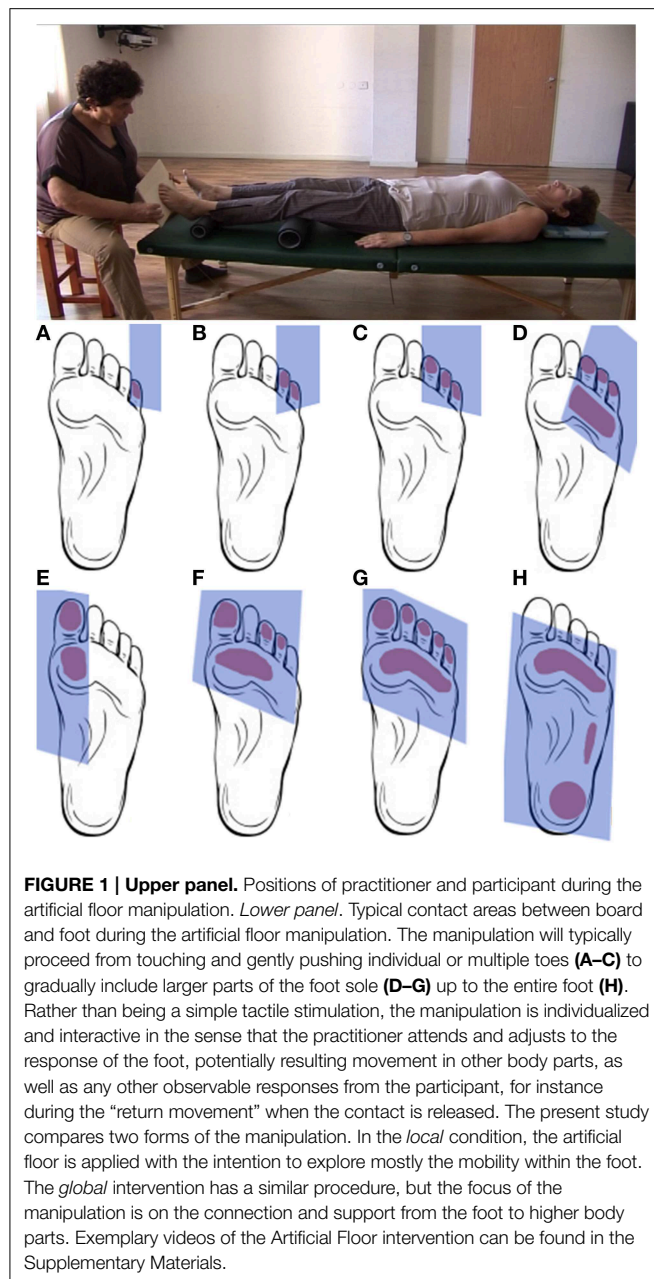 A B C D
E F G H
FIGURE 1 | Upper panel. Positions of practitioner and participant during the
artificial floor manipulation. Lower panel. Typical contact areas between board
and foot during the artificial floor manipulation. The manipulation will typically
proceed from touching and gently pushing individual or multiple toes (A–C) to
gradually include larger parts of the foot sole (D–G) up to the entire foot (H).
Rather than being a simple tactile stimulation, the manipulation is individualized
and interactive in the sense that the practitioner attends and adjusts to the
response of the foot, potentially resulting movement in other body parts, as
well as any other observable responses from the participant, for instance
during the “return movement” when the contact is released. The present study
compares two forms of the manipulation. In the local condition, the artificial
floor is applied with the intention to explore mostly the mobility within the foot.
The global intervention has a similar procedure, but the focus of the
manipulation is on the connection and support from the foot to higher body
parts. Exemplary videos of the Artificial Floor intervention can be found in the
Supplementary Materials.